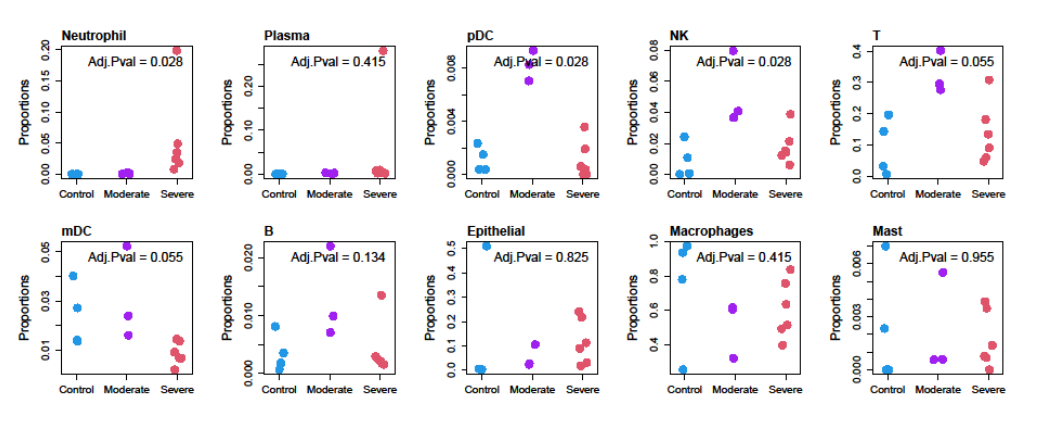 Neutrophil Plasma pDC NK T
Adj.Pval = 0.028 Adj.Pval = 0.415 Adj.Pval = 0.028 Adj.Pval = 0.028 Adj.Pval = 0.055
Proportions Proportions Proportions Proportions Proportions
0.00 0.05 0.10 0.15 0.20
0.00 0.10 0.20
0.000 0.004 0.008
0.00 0.02 0.04 0.06 0.08
0.0 0.1 0.2 0.3 0.4
Control Moderate Severe Control Moderate Severe Control Moderate Severe Control Moderate Severe Control Moderate Severe
mDC B Epithelial Macrophages Mast
Adj.Pval = 0.055 Adj.Pval = 0.134 Adj.Pval = 0.825 Adj.Pval = 0.415 Adj.Pval = 0.955
Proportions Proportions Proportions Proportions Proportions
0.01 0.03 0.05
0.000 0.010 0.020
0.0 0.1 0.2 0.3 0.4 0.5
0.4 0.6 0.8 1.0
0.000 0.003 0.006
Control Moderate Severe Control Moderate Severe Control Moderate Severe Control Moderate Severe Control Moderate Severe